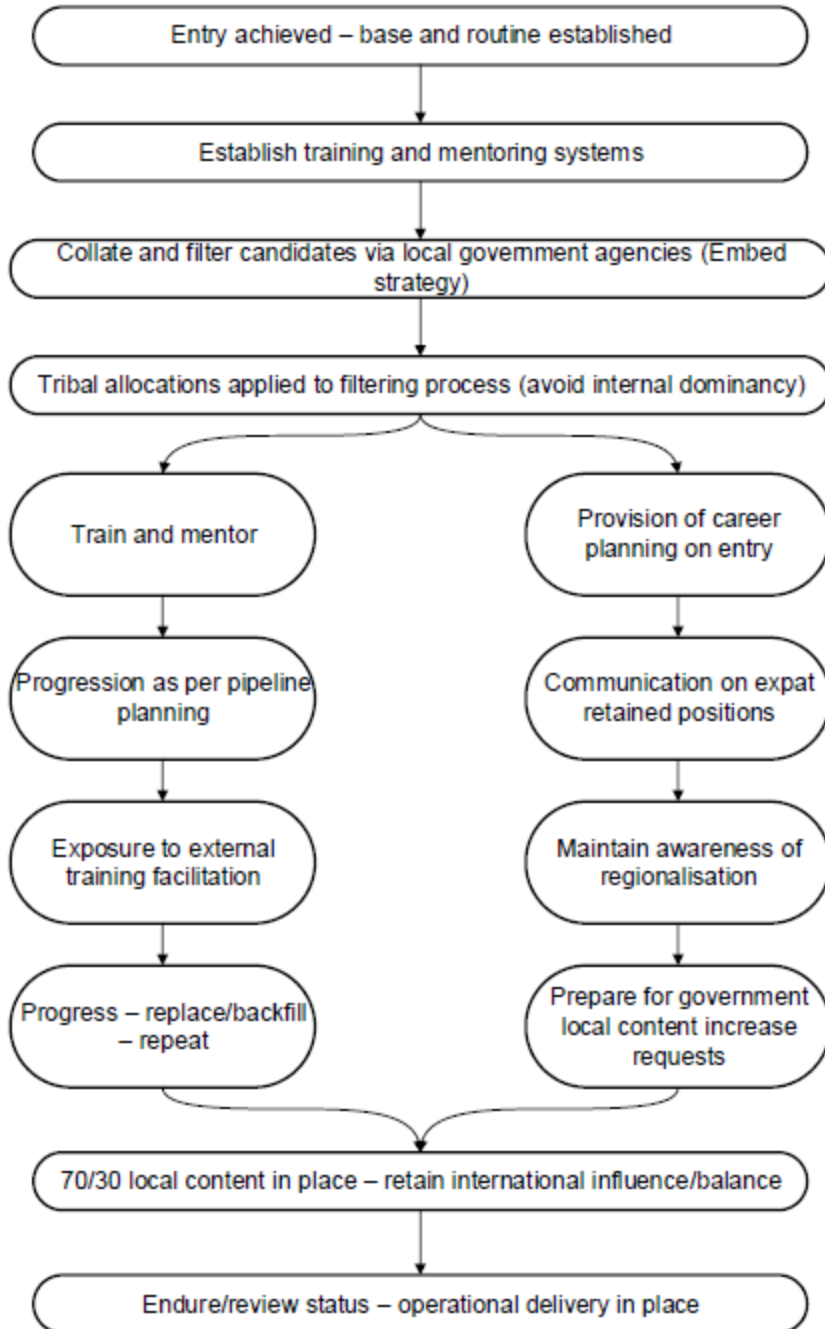 Entry achieved – base and routine established
Establish training and mentoring systems
Collate and filter candidates via local government agencies (Embed
strategy)
Tribal allocations applied to filtering process (avoid internal dominancy)
Train and mentor
Progression as per pipeline
planning
Exposure to external
training facilitation
Progress – replace/backfill
– repeat
Provision of career
planning on entry
Communication on expat
retained positions
Maintain awareness of
regionalisation
Prepare for government
local content increase
requests
70/30 local content in place – retain international influence/balance
Endure/review status – operational delivery in place